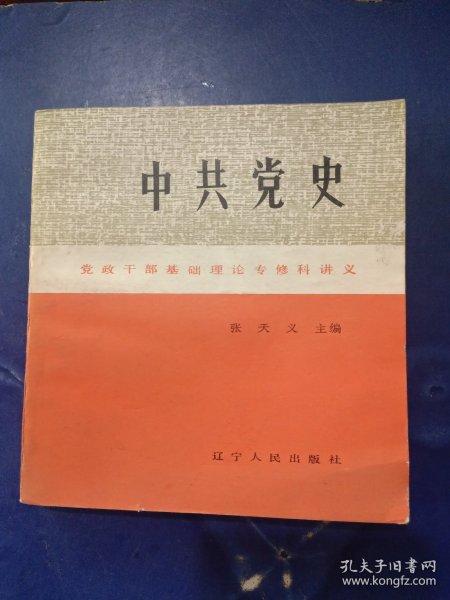 中共党史
党政干部基础理论专修科讲义
张天义 主编
辽宁人民出版社
孔夫子旧书网
www.kongfz.com